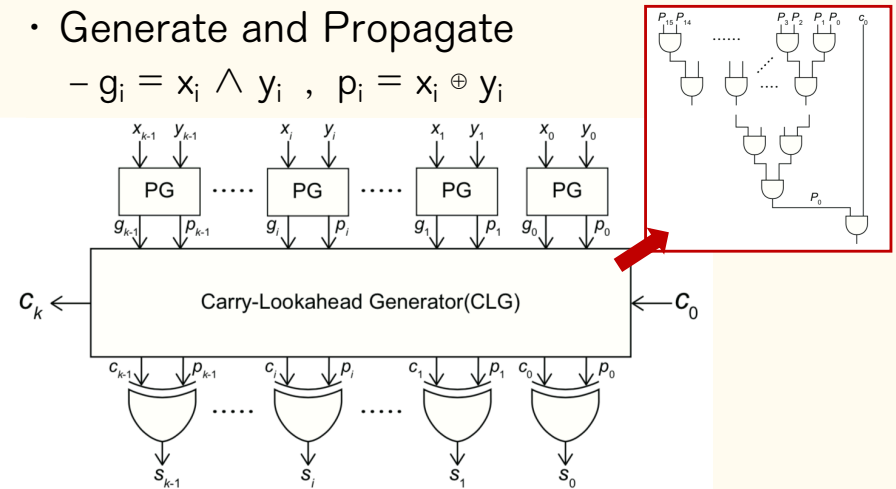 ・Generate and Propagate
– gᵢ = xᵢ ∧ yᵢ , pᵢ = xᵢ ⊕ yᵢ
P₁₅ P₁₄ ...... P₃ P₂ P₁ P₀ c₀
.....
....
P₀
xₖ₋₁ yₖ₋₁ xᵢ yᵢ x₁ y₁ x₀ y₀
PG ..... PG ..... PG PG
gₖ₋₁ pₖ₋₁ gᵢ pᵢ g₁ p₁ g₀ p₀
cₖ Carry-Lookahead Generator(CLG) c₀
cₖ₋₁ pₖ₋₁ cᵢ pᵢ c₁ p₁ c₀ p₀
..... .....
sₖ₋₁ sᵢ s₁ s₀